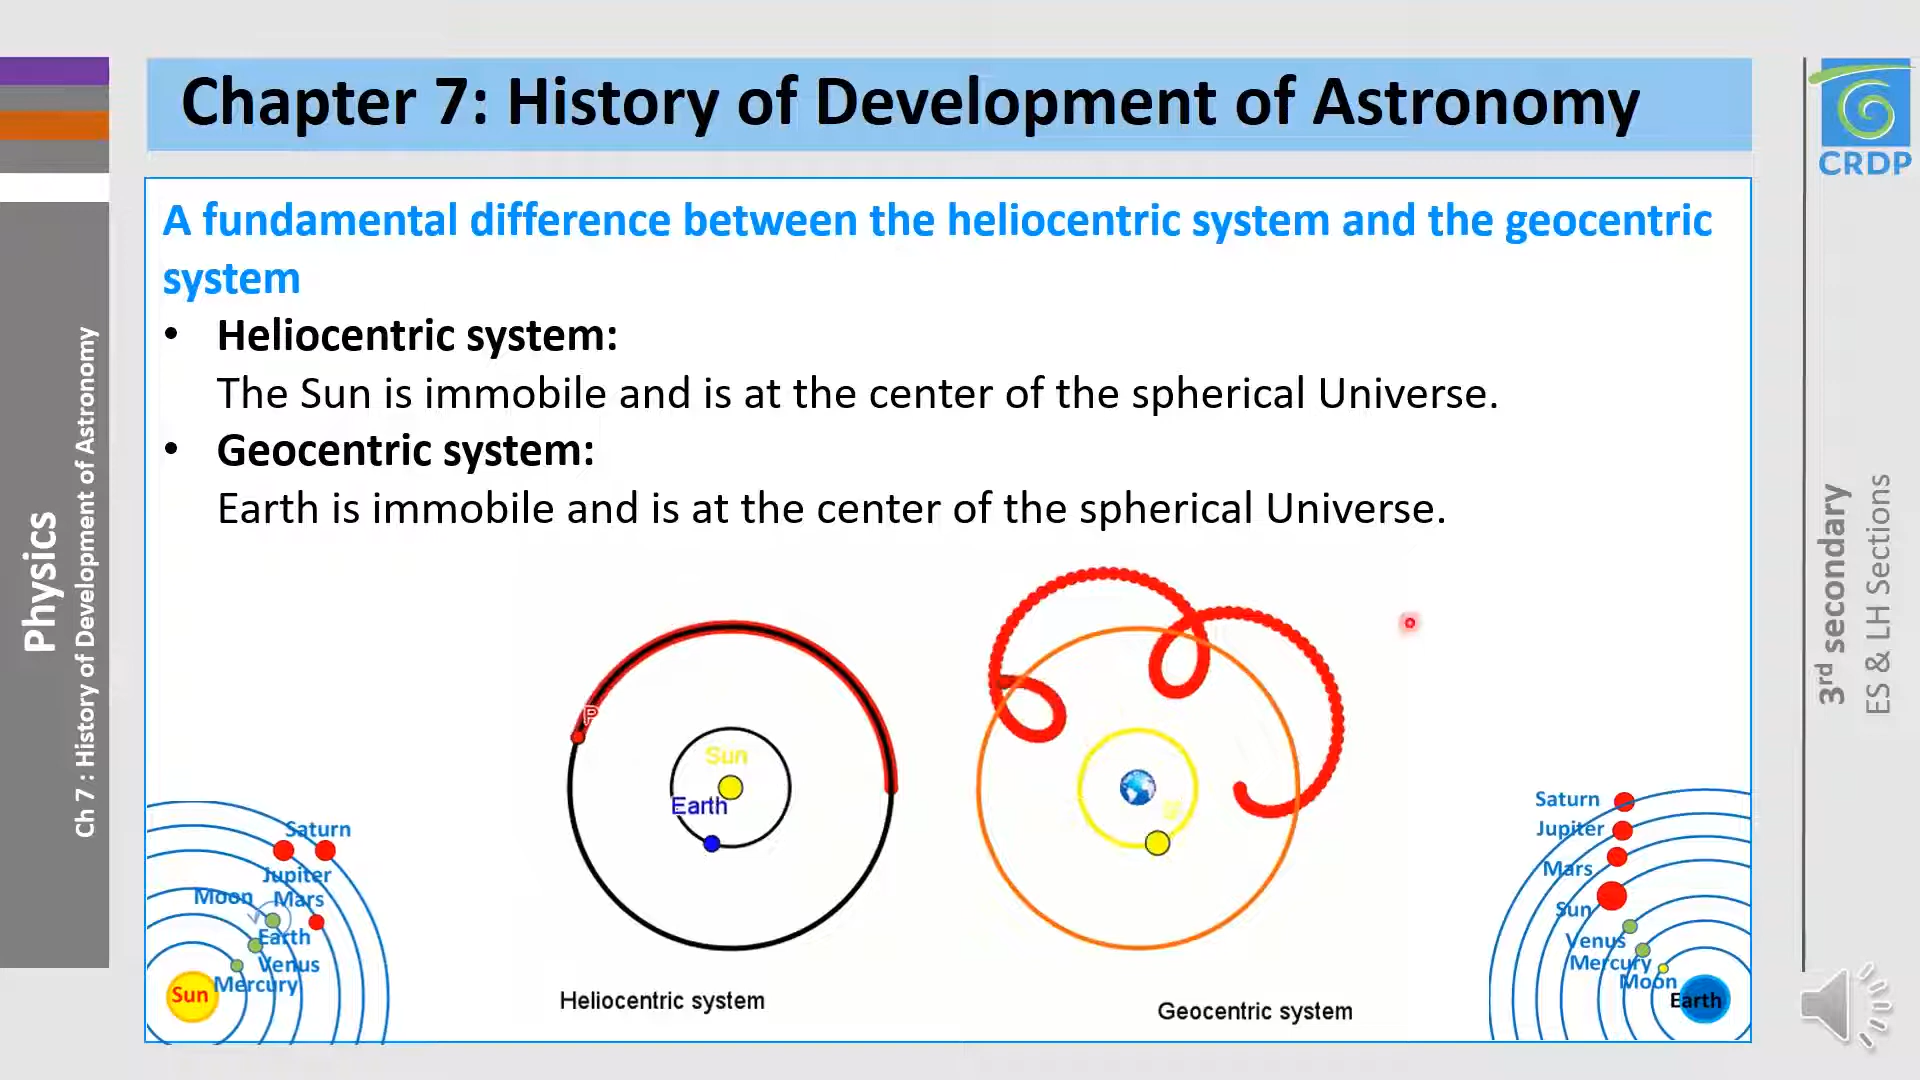 Chapter 7: History of Development of Astronomy
CRDP
A fundamental difference between the heliocentric system and the geocentric
system
• Heliocentric system:
The Sun is immobile and is at the center of the spherical Universe.
• Geocentric system:
Earth is immobile and is at the center of the spherical Universe.
Physics
Ch 7 : History of Development of Astronomy
3rd secondary
ES & LH Sections
P
Sun
Earth
Heliocentric system
Geocentric system
Saturn
Jupiter
Moon
Mars
Earth
Venus
Mercury
Sun
Saturn
Jupiter
Mars
Sun
Venus
Mercury
Moon
Earth